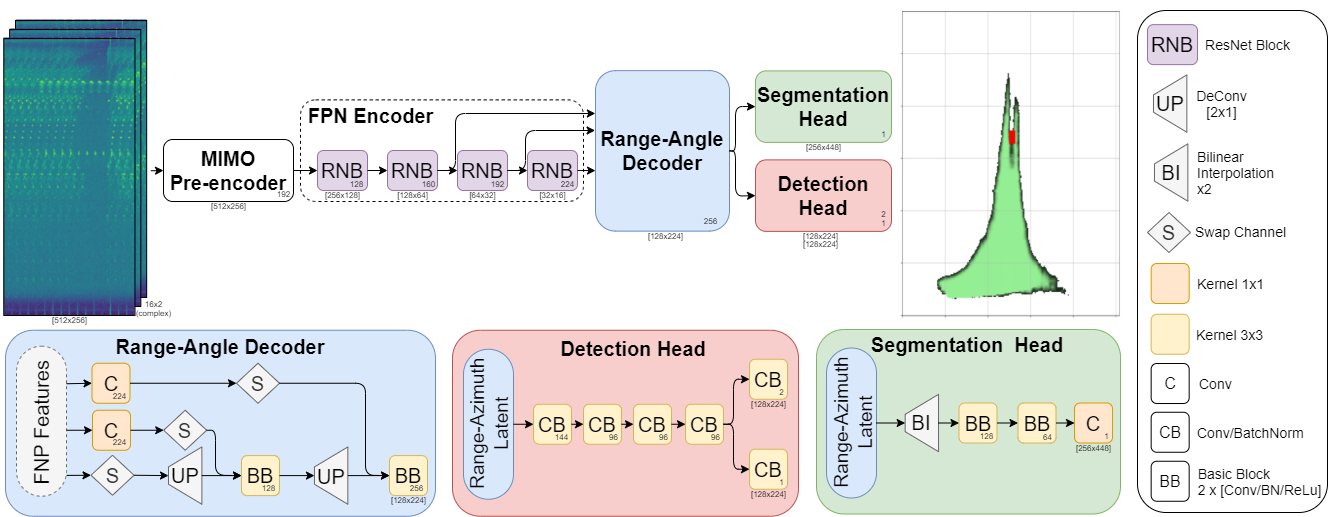 16x2
(complex)
[512x256]
MIMO
Pre-encoder
192
[512x256]
FPN Encoder
RNB
128
[256x128]
RNB
160
[128x64]
RNB
192
[64x32]
RNB
224
[32x16]
Range-Angle
Decoder
256
[128x224]
Segmentation
Head
1
[256x448]
Detection
Head
2
1
[128x224]
[128x224]
RNB
ResNet Block
UP
DeConv
[2x1]
BI
Bilinear
Interpolation
x2
S
Swap Channel
Kernel 1x1
Kernel 3x3
C
Conv
CB
Conv/BatchNorm
BB
Basic Block
2 x [Conv/BN/ReLu]
Range-Angle Decoder
FNP Features
C
224
S
C
224
S
S
UP
BB
128
UP
BB
256
[128x224]
Detection Head
Range-Azimuth
Latent
CB
144
CB
96
CB
96
CB
96
CB
2
[128x224]
CB
1
[128x224]
Segmentation Head
Range-Azimuth
Latent
BI
BB
128
BB
64
C
1
[256x448]